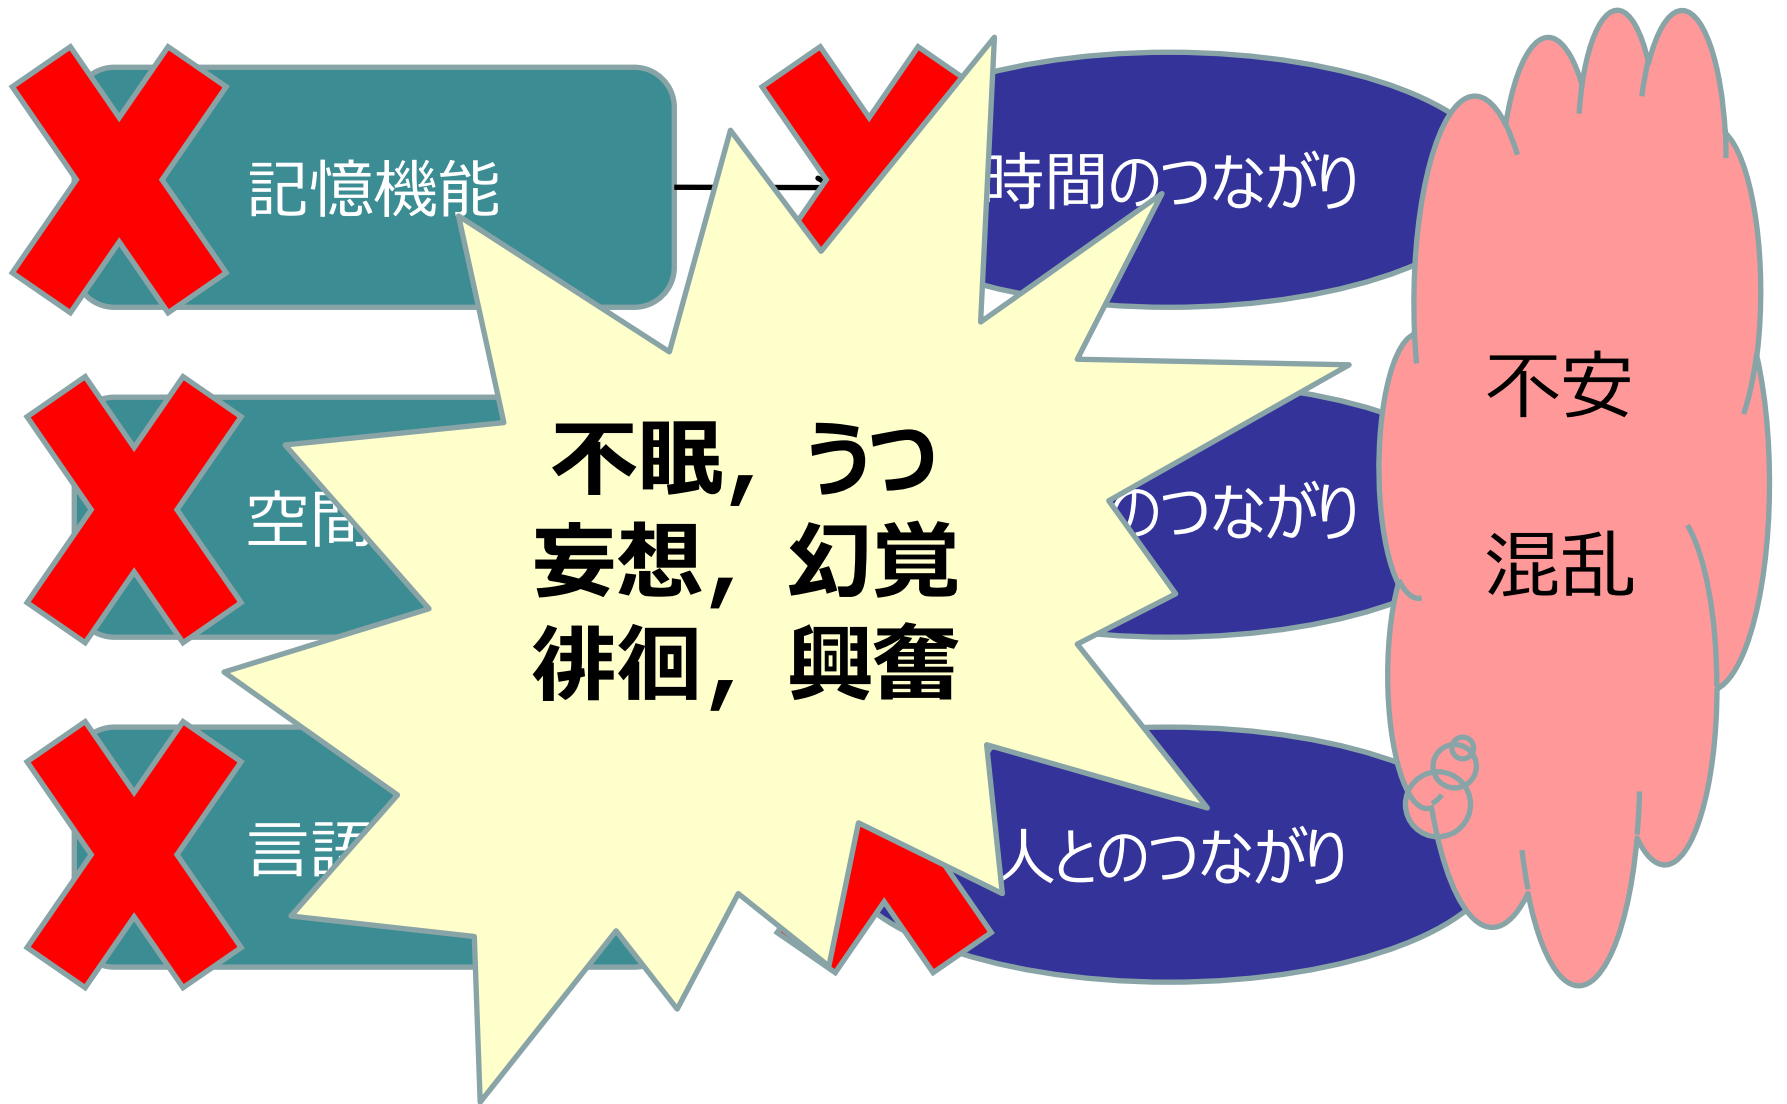 記憶機能
時間のつながり
不安
不眠，うつ
空間
のつながり
妄想，幻覚
混乱
徘徊，興奮
言語
人とのつながり